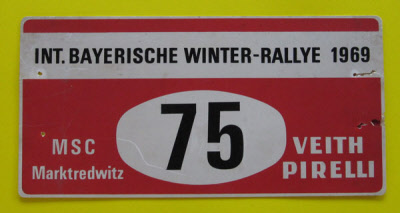 INT. BAYERISCHE WINTER-RALLYE 1969
75
MSC
Marktredwitz
VEITH
PIRELLI